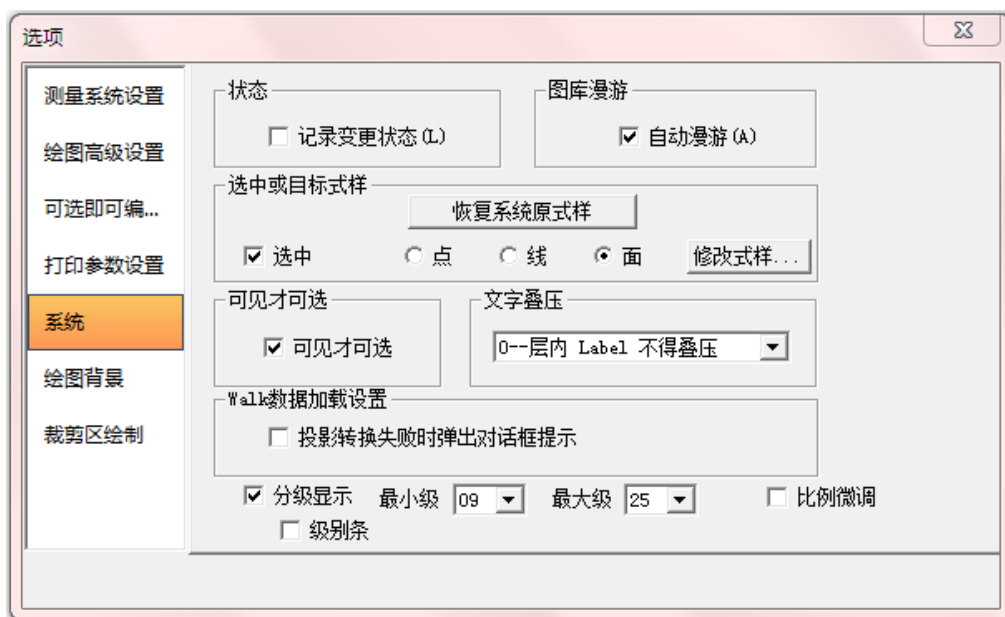 选项
测量系统设置
绘图高级设置
可选即可编...
打印参数设置
系统
绘图背景
裁剪区绘制
状态
记录变更状态(L)
图库漫游
自动漫游(A)
选中或目标式样
恢复系统原式样
选中 点 线 面 修改式样...
可见才可选
可见才可选
文字叠压
0--层内 Label 不得叠压
Walk数据加载设置
投影转换失败时弹出对话框提示
分级显示 最小级 09 最大级 25 比例微调
级别条